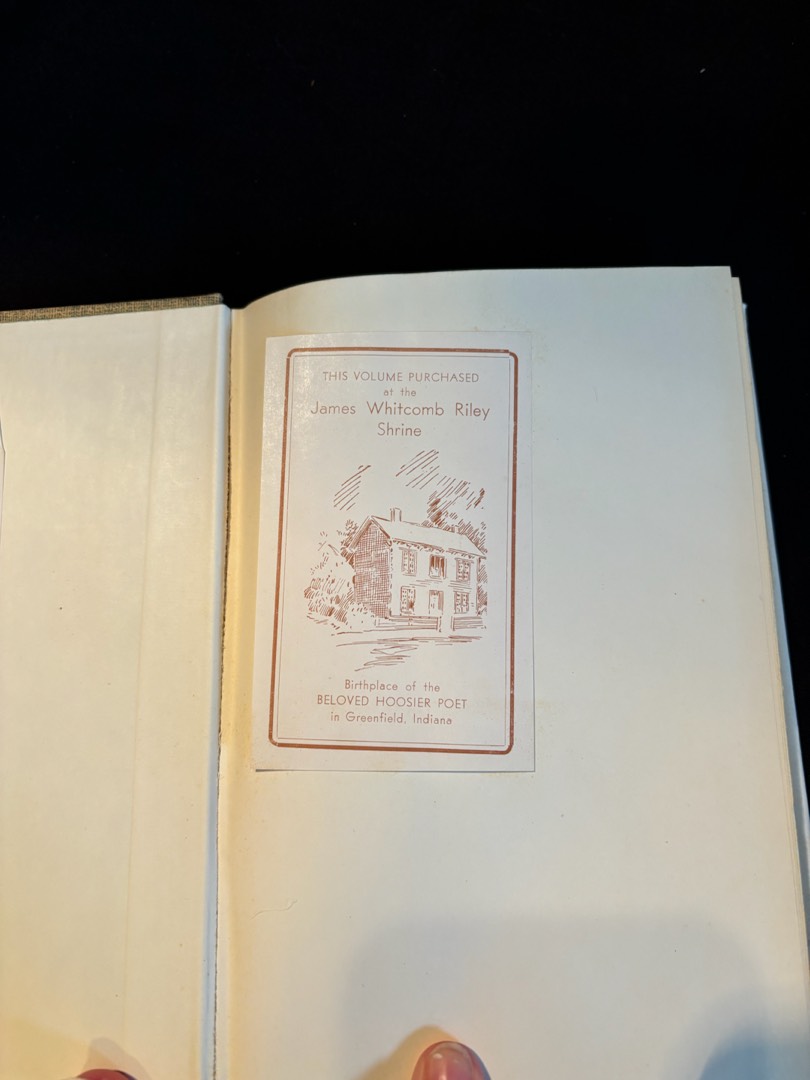 THIS VOLUME PURCHASED
at the
James Whitcomb Riley
Shrine
Birthplace of the
BELOVED HOOSIER POET
in Greenfield, Indiana